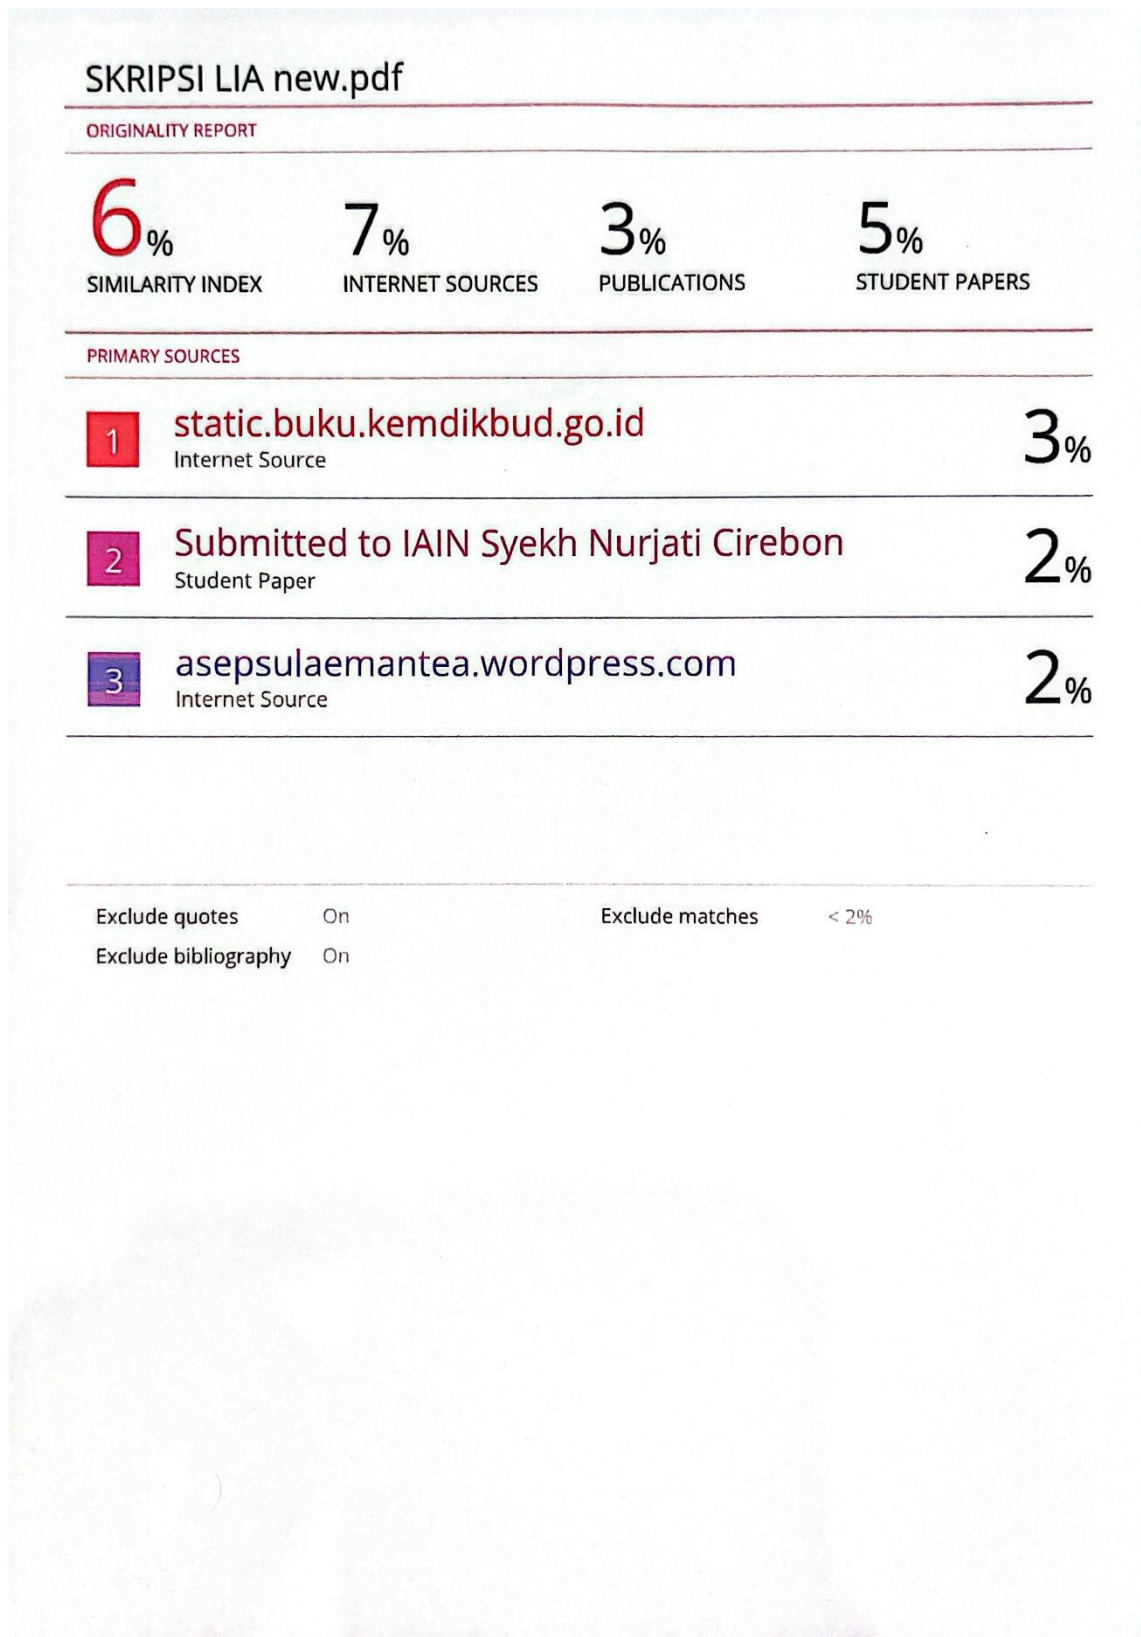 SKRIPSI LIA new.pdf
ORIGINALITY REPORT
6% 7% 3% 5%
SIMILARITY INDEX INTERNET SOURCES PUBLICATIONS STUDENT PAPERS
PRIMARY SOURCES
1 static.buku.kemdikbud.go.id 3%
Internet Source
2 Submitted to IAIN Syekh Nurjati Cirebon 2%
Student Paper
3 asepsulaemantea.wordpress.com 2%
Internet Source
Exclude quotes On Exclude matches < 2%
Exclude bibliography On